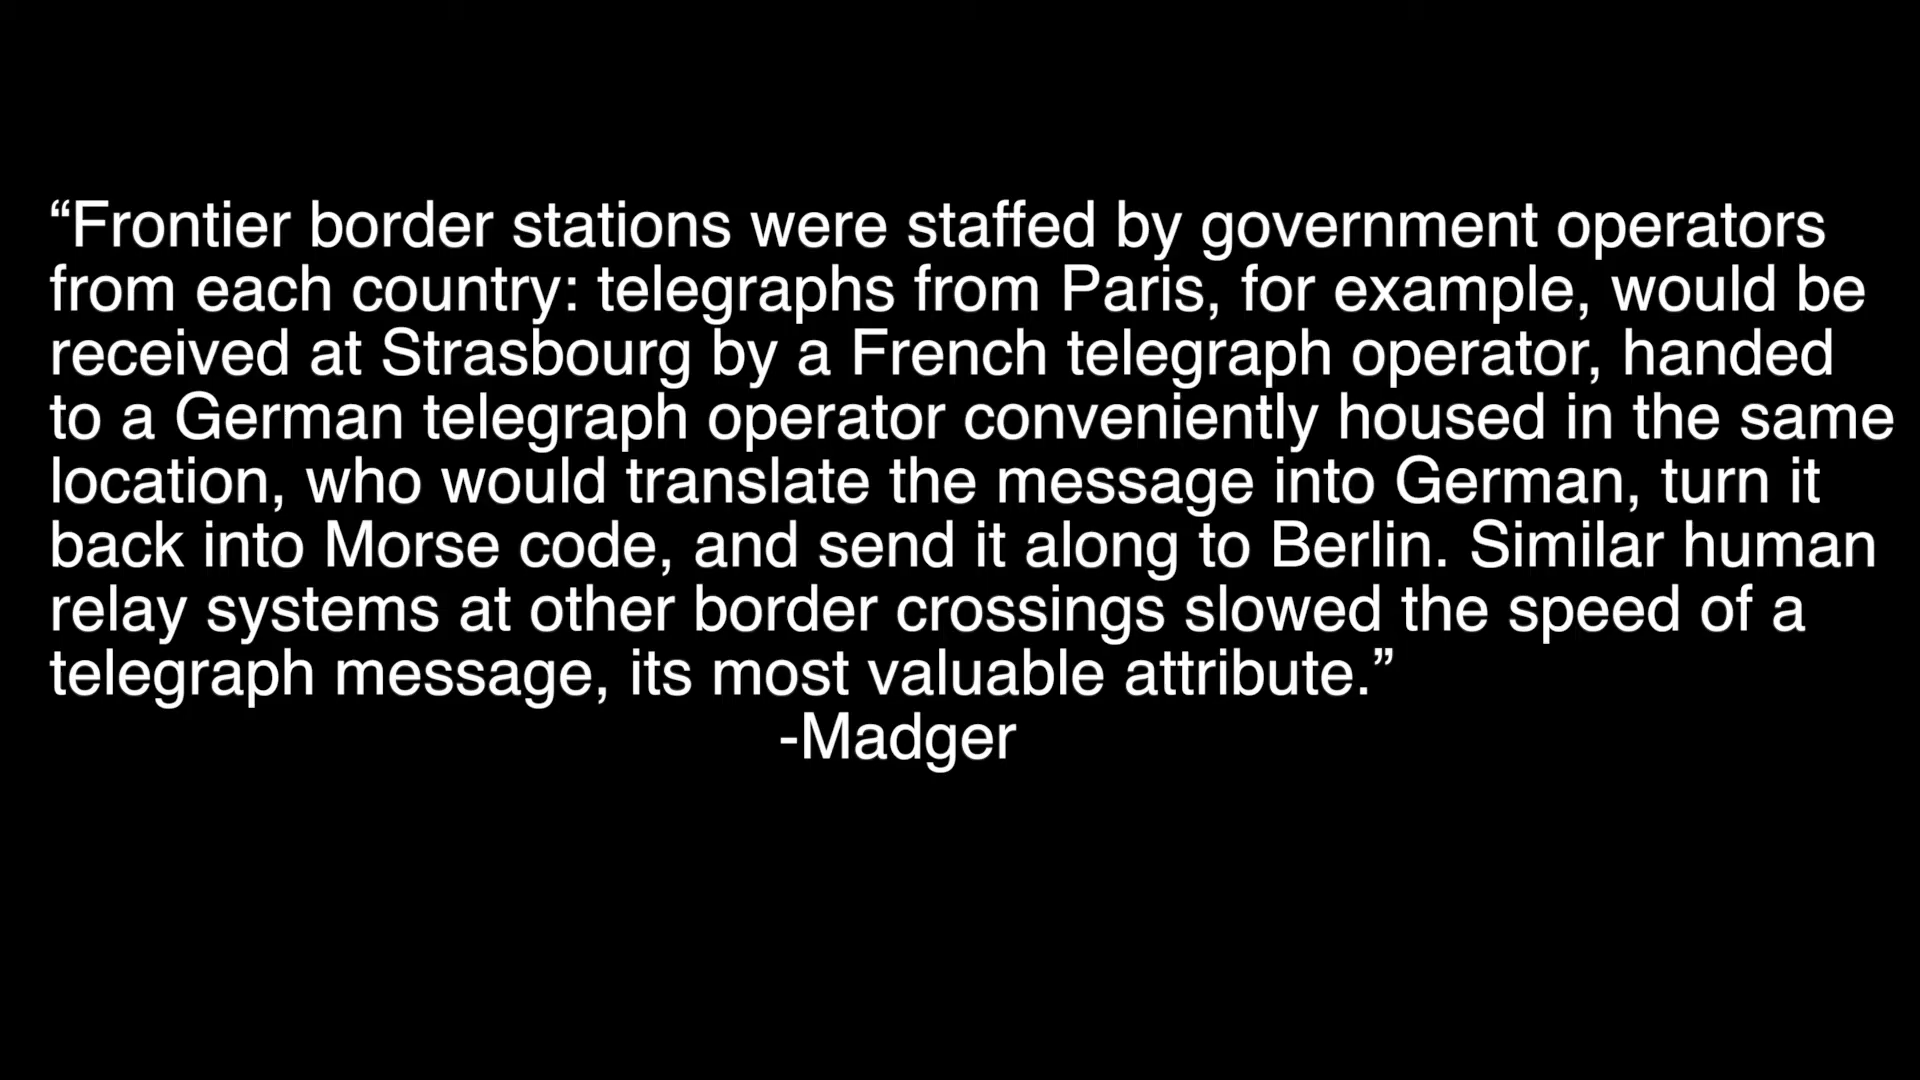 “Frontier border stations were staffed by government operators
from each country: telegraphs from Paris, for example, would be
received at Strasbourg by a French telegraph operator, handed
to a German telegraph operator conveniently housed in the same
location, who would translate the message into German, turn it
back into Morse code, and send it along to Berlin. Similar human
relay systems at other border crossings slowed the speed of a
telegraph message, its most valuable attribute.”
-Madger